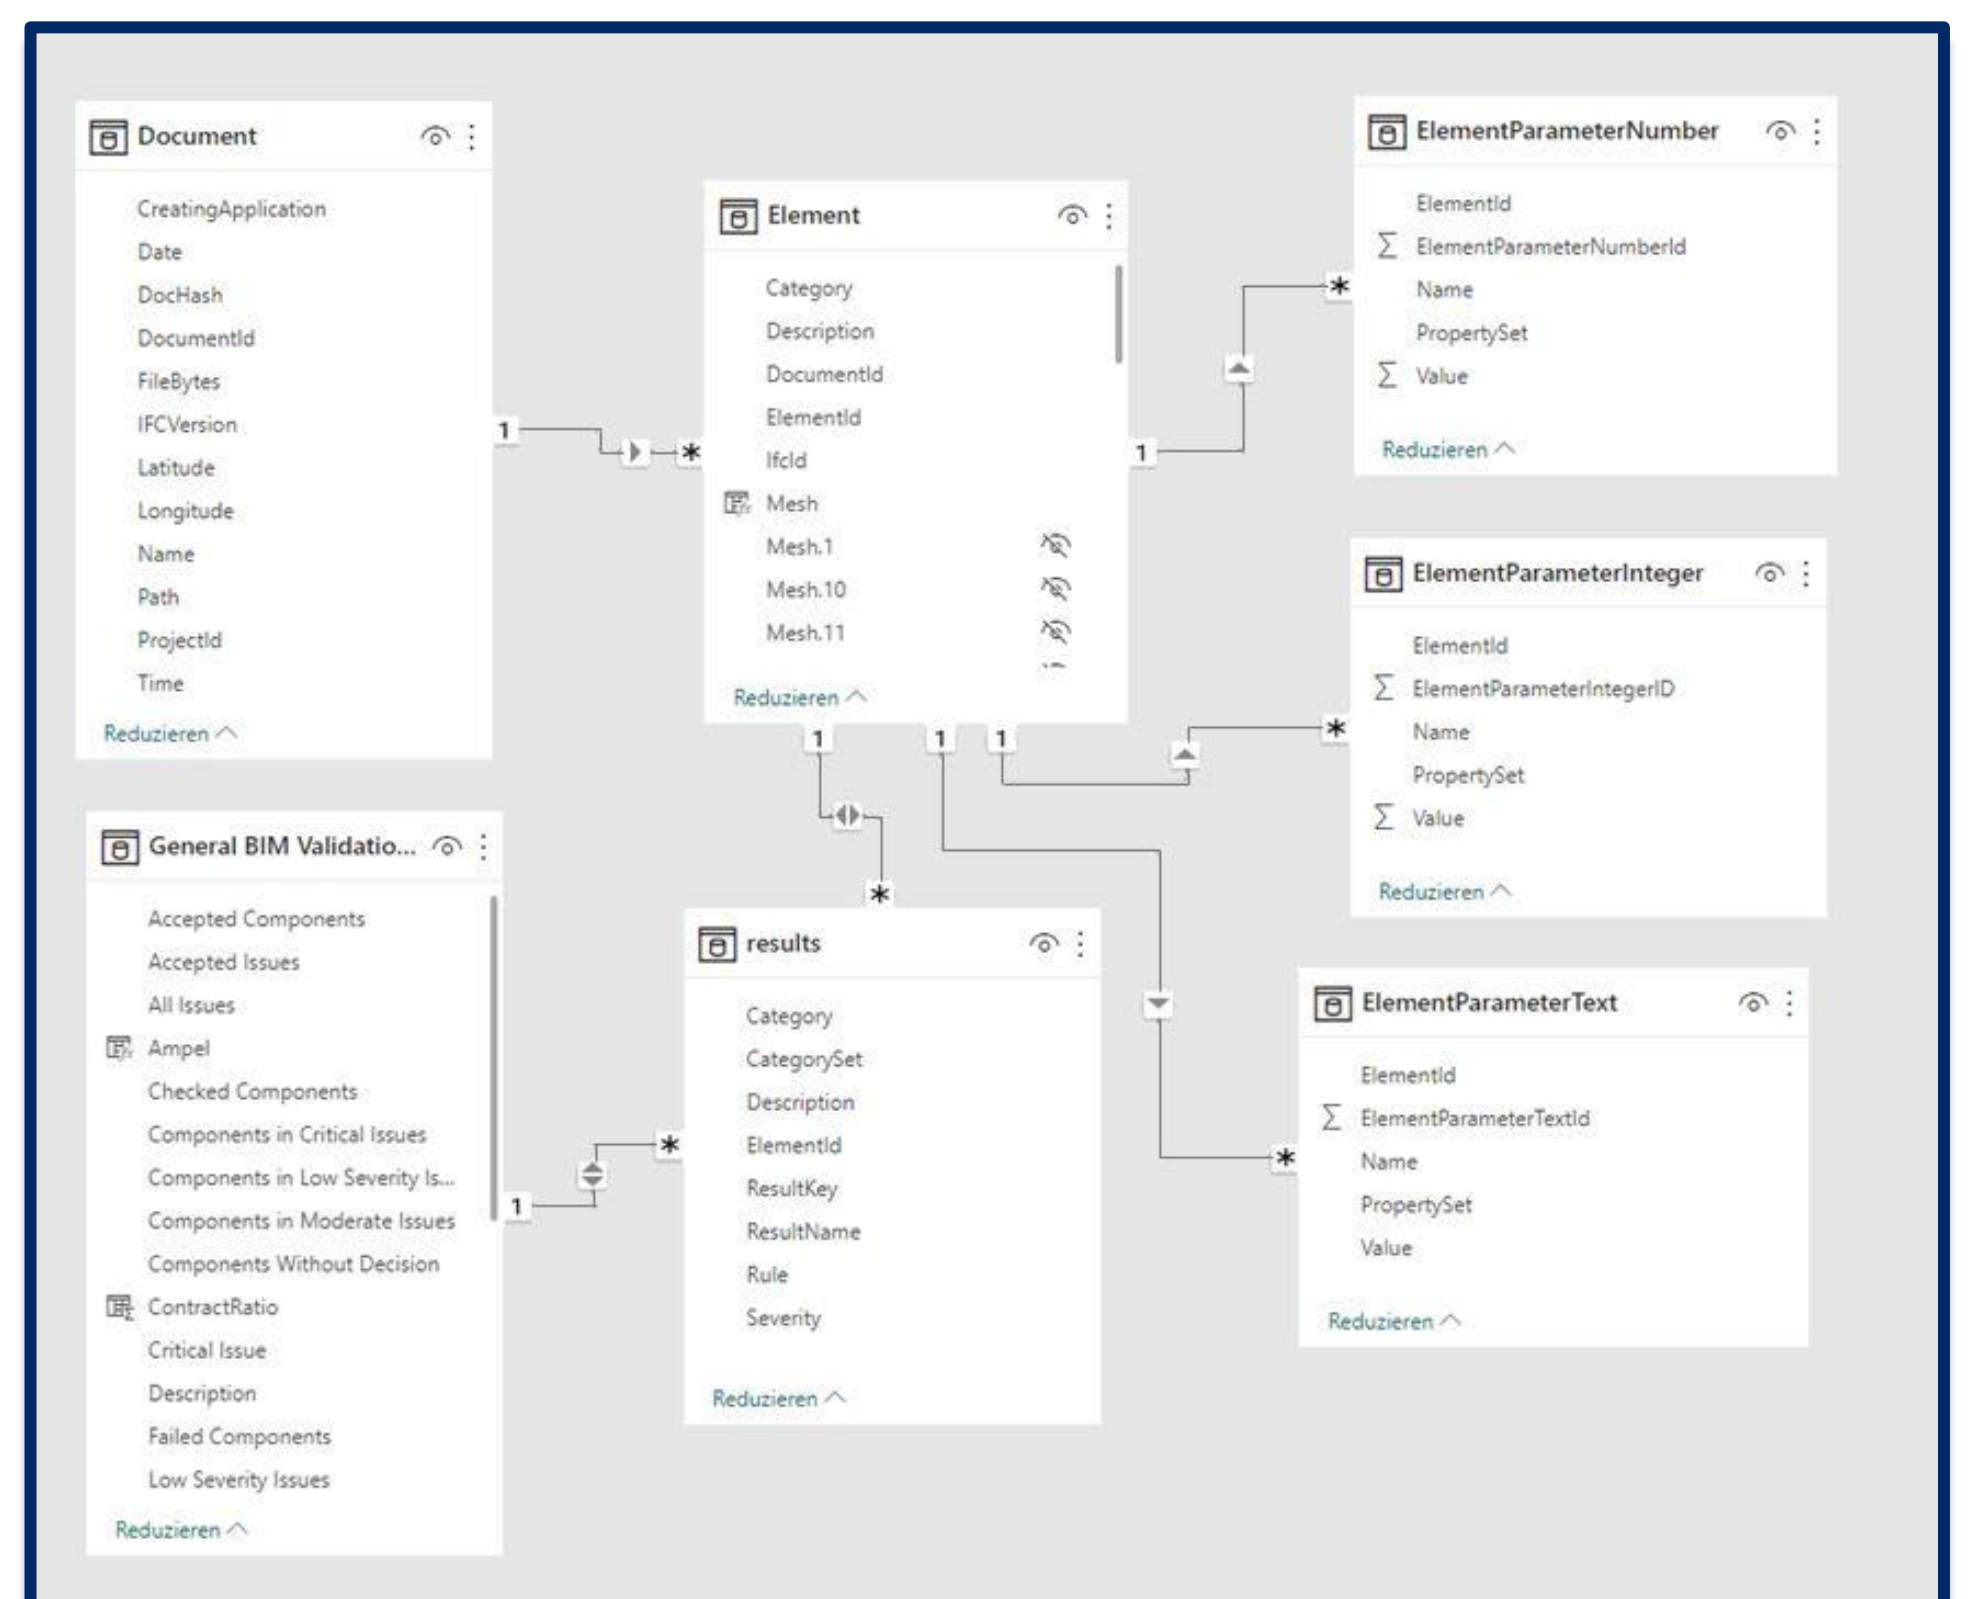 Document
CreatingApplication
Date
DocHash
DocumentId
FileBytes
IFCVersion
Latitude
Longitude
Name
Path
ProjectId
Time
Reduzieren
Element
Category
Description
DocumentId
ElementId
IfcId
Mesh
Mesh.1
Mesh.10
Mesh.11
Reduzieren
ElementParameterNumber
ElementId
ElementParameterNumberId
Name
PropertySet
Value
Reduzieren
ElementParameterInteger
ElementId
ElementParameterIntegerID
Name
PropertySet
Value
Reduzieren
General BIM Validatio...
Accepted Components
Accepted Issues
All Issues
Ampel
Checked Components
Components in Critical Issues
Components in Low Severity Is...
Components in Moderate Issues
Components Without Decision
ContractRatio
Critical Issue
Description
Failed Components
Low Severity Issues
Reduzieren
results
Category
CategorySet
Description
ElementId
ResultKey
ResultName
Rule
Severity
Reduzieren
ElementParameterText
ElementId
ElementParameterTextId
Name
PropertySet
Value
Reduzieren
1
*
1
*
1
1
1
*
*
*
1
*